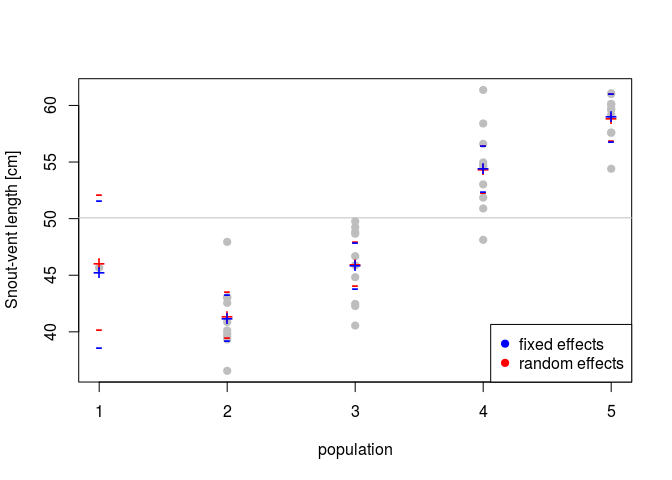 Snout-vent length [cm]
60
55
50
45
40
fixed effects
random effects
1 2 3 4 5
population